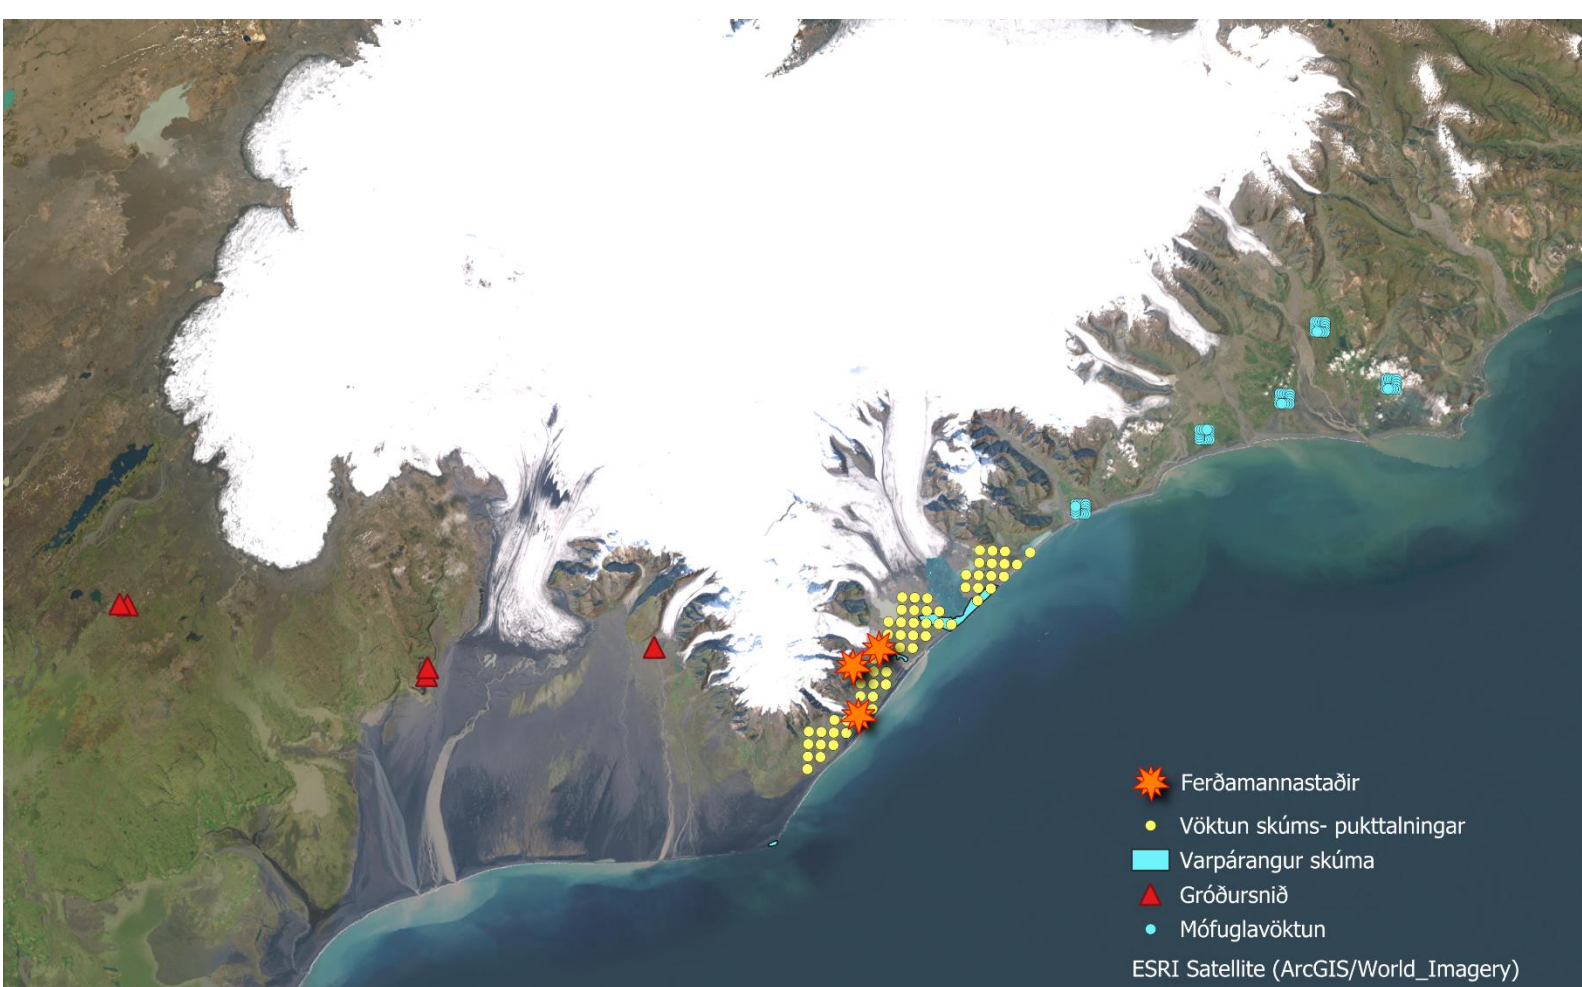 Ferðamannastaðir
Vöktun skúms- pukttalningar
Varpárangur skúma
Gróðursnið
Mófuglavöktun
ESRI Satellite (ArcGIS/World_Imagery)